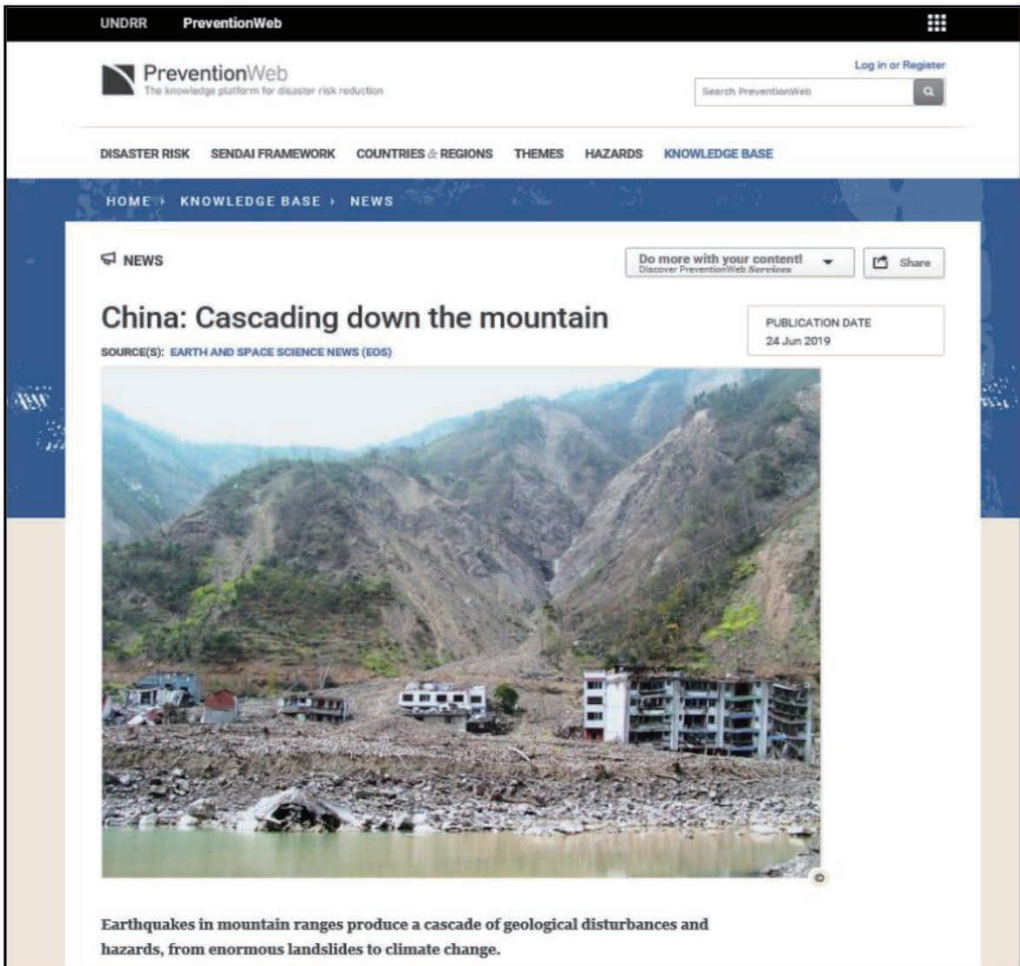 UNDRR PreventionWeb
PreventionWeb
The knowledge platform for disaster risk reduction
Log in or Register
Search PreventionWeb
DISASTER RISK SENDAI FRAMEWORK COUNTRIES & REGIONS THEMES HAZARDS KNOWLEDGE BASE
HOME KNOWLEDGE BASE NEWS
NEWS
Do more with your content!
Discover PreventionWeb Services
Share
China: Cascading down the mountain
PUBLICATION DATE
24 Jun 2019
SOURCE(S): EARTH AND SPACE SCIENCE NEWS (EOS)
©
Earthquakes in mountain ranges produce a cascade of geological disturbances and
hazards, from enormous landslides to climate change.